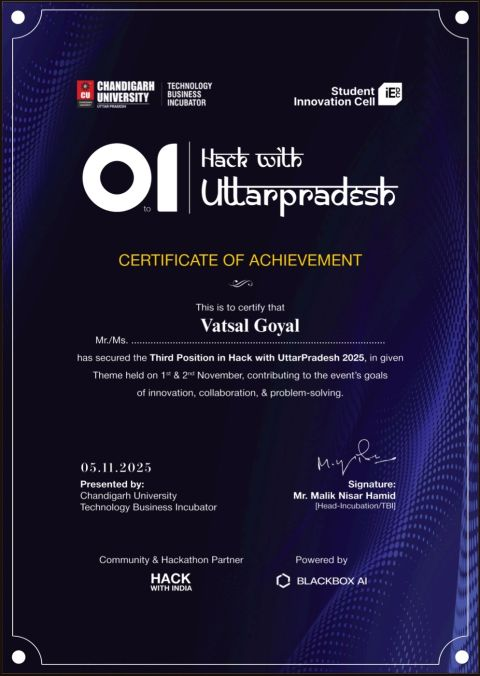 CU
CHANDIGARH
UNIVERSITY
UTTAR PRADESH
TECHNOLOGY
BUSINESS
INCUBATOR
Student
Innovation Cell
iEDC
0 to 1
Hack with
Uttarpradesh
CERTIFICATE OF ACHIEVEMENT
This is to certify that
Vatsal Goyal
Mr./Ms. ....................................................................................
has secured the Third Position in Hack with UttarPradesh 2025, in given
Theme held on 1st & 2nd November, contributing to the event's goals
of innovation, collaboration, & problem-solving.
05.11.2025
Presented by:
Chandigarh University
Technology Business Incubator
Signature:
Mr. Malik Nisar Hamid
[Head-Incubation/TBI]
Community & Hackathon Partner
HACK
WITH INDIA
Powered by
BLACKBOX AI